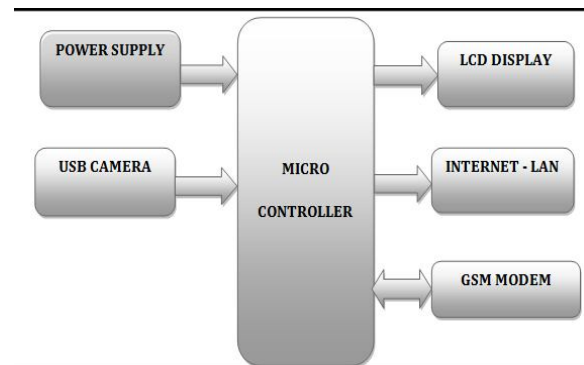 POWER SUPPLY
USB CAMERA
MICRO
CONTROLLER
LCD DISPLAY
INTERNET - LAN
GSM MODEM